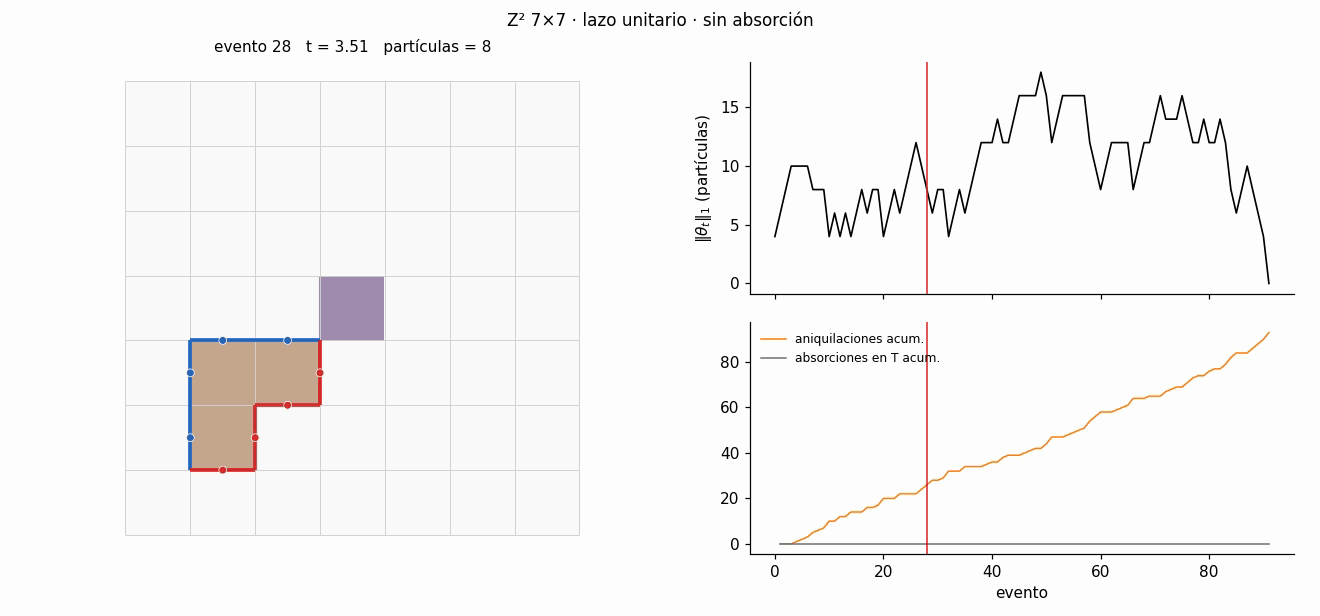 Z² 7×7 · lazo unitario · sin absorción
evento 28   t = 3.51   partículas = 8
‖θₜ‖₁ (partículas)
15
10
5
0
aniquilaciones acum.
absorciones en T acum.
80
60
40
20
0
0 20 40 60 80
evento